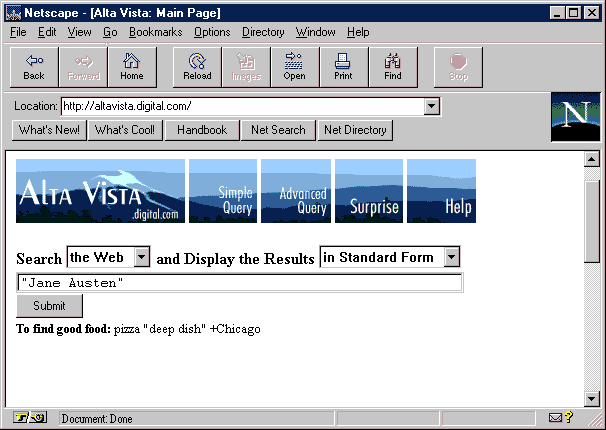 Netscape - [Alta Vista: Main Page]
File Edit View Go Bookmarks Options Directory Window Help
Back Forward Home Reload Images Open Print Find Stop
Location: http://altavista.digital.com/
N
What's New! What's Cool! Handbook Net Search Net Directory
ALTA VISTA
.digital.com
Simple Query
Advanced Query
Surprise
Help
Search the Web and Display the Results in Standard Form
"Jane Austen"
Submit
To find good food: pizza "deep dish" +Chicago
Document: Done
?